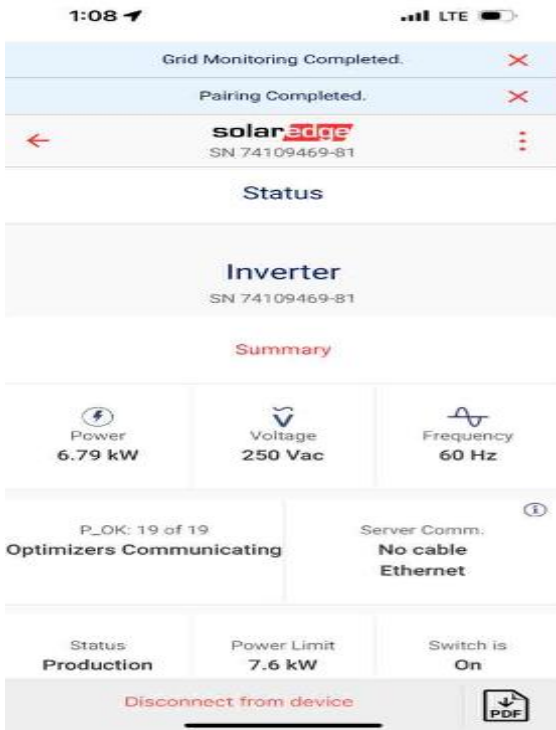 1:08
LTE
Grid Monitoring Completed.
Pairing Completed.
solaredge
SN 74109469-81
Status
Inverter
SN 74109469-81
Summary
Power
6.79 kW
Voltage
250 Vac
Frequency
60 Hz
P_OK: 19 of 19
Optimizers Communicating
Server Comm.
No cable
Ethernet
Status
Production
Power Limit
7.6 kW
Switch is
On
Disconnect from device
PDF